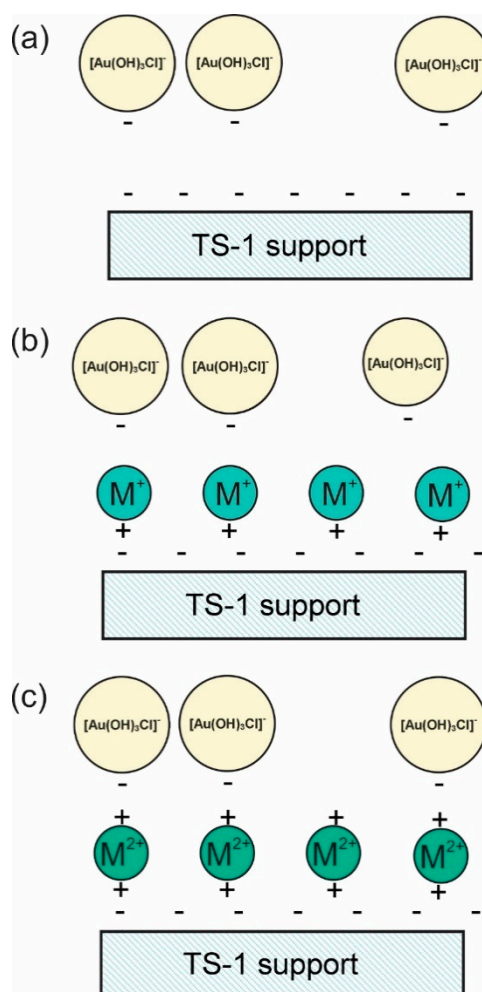 (a)
[Au(OH)₃Cl]⁻ [Au(OH)₃Cl]⁻ [Au(OH)₃Cl]⁻
- - -
- - - - - - -
TS-1 support
(b)
[Au(OH)₃Cl]⁻ [Au(OH)₃Cl]⁻ [Au(OH)₃Cl]⁻
- - -
M⁺ M⁺ M⁺ M⁺
+ + + +
- - - - - - -
TS-1 support
(c)
[Au(OH)₃Cl]⁻ [Au(OH)₃Cl]⁻ [Au(OH)₃Cl]⁻
- - -
+ + + +
M²⁺ M²⁺ M²⁺ M²⁺
+ + + +
- - - - - - -
TS-1 support